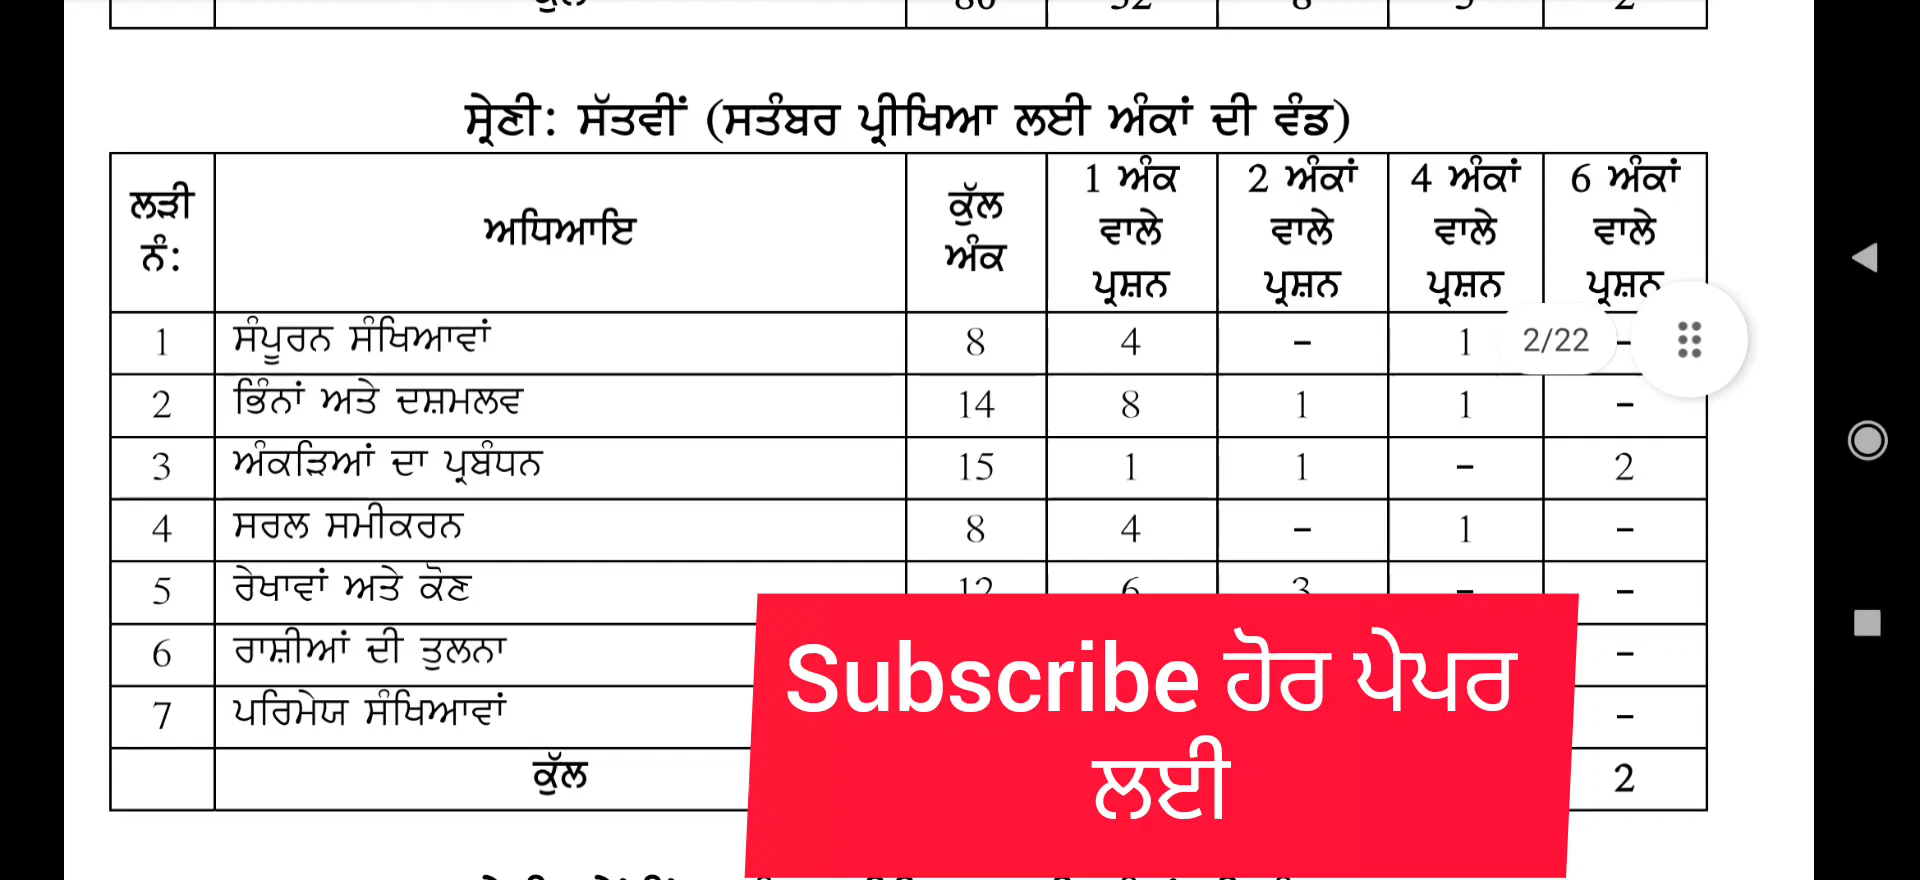 ਸ਼੍ਰੇਣੀ: ਸੱਤਵੀਂ (ਸਤੰਬਰ ਪ੍ਰੀਖਿਆ ਲਈ ਅੰਕਾਂ ਦੀ ਵੰਡ)
ਲੜੀ ਨੰ: ਅਧਿਆਇ ਕੁੱਲ ਅੰਕ 1 ਅੰਕ ਵਾਲੇ ਪ੍ਰਸ਼ਨ 2 ਅੰਕਾਂ ਵਾਲੇ ਪ੍ਰਸ਼ਨ 4 ਅੰਕਾਂ ਵਾਲੇ ਪ੍ਰਸ਼ਨ 6 ਅੰਕਾਂ ਵਾਲੇ ਪ੍ਰਸ਼ਨ
1 ਸੰਪੂਰਨ ਸੰਖਿਆਵਾਂ 8 4 – 1 2/22 –
2 ਭਿੰਨਾਂ ਅਤੇ ਦਸ਼ਮਲਵ 14 8 1 1 –
3 ਅੰਕੜਿਆਂ ਦਾ ਪ੍ਰਬੰਧਨ 15 1 1 – 2
4 ਸਰਲ ਸਮੀਕਰਨ 8 4 – 1 –
5 ਰੇਖਾਵਾਂ ਅਤੇ ਕੋਣ 12 6 3 – –
6 ਰਾਸ਼ੀਆਂ ਦੀ ਤੁਲਨਾ –
7 ਪਰਿਮੇਯ ਸੰਖਿਆਵਾਂ –
ਕੁੱਲ 2
Subscribe ਹੋਰ ਪੇਪਰ
ਲਈ